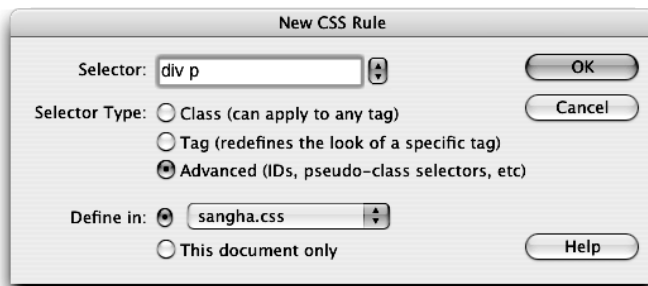 New CSS Rule
Selector: div p
OK
Selector Type: Class (can apply to any tag)
Cancel
Tag (redefines the look of a specific tag)
Advanced (IDs, pseudo-class selectors, etc)
Define in: sangha.css
This document only
Help